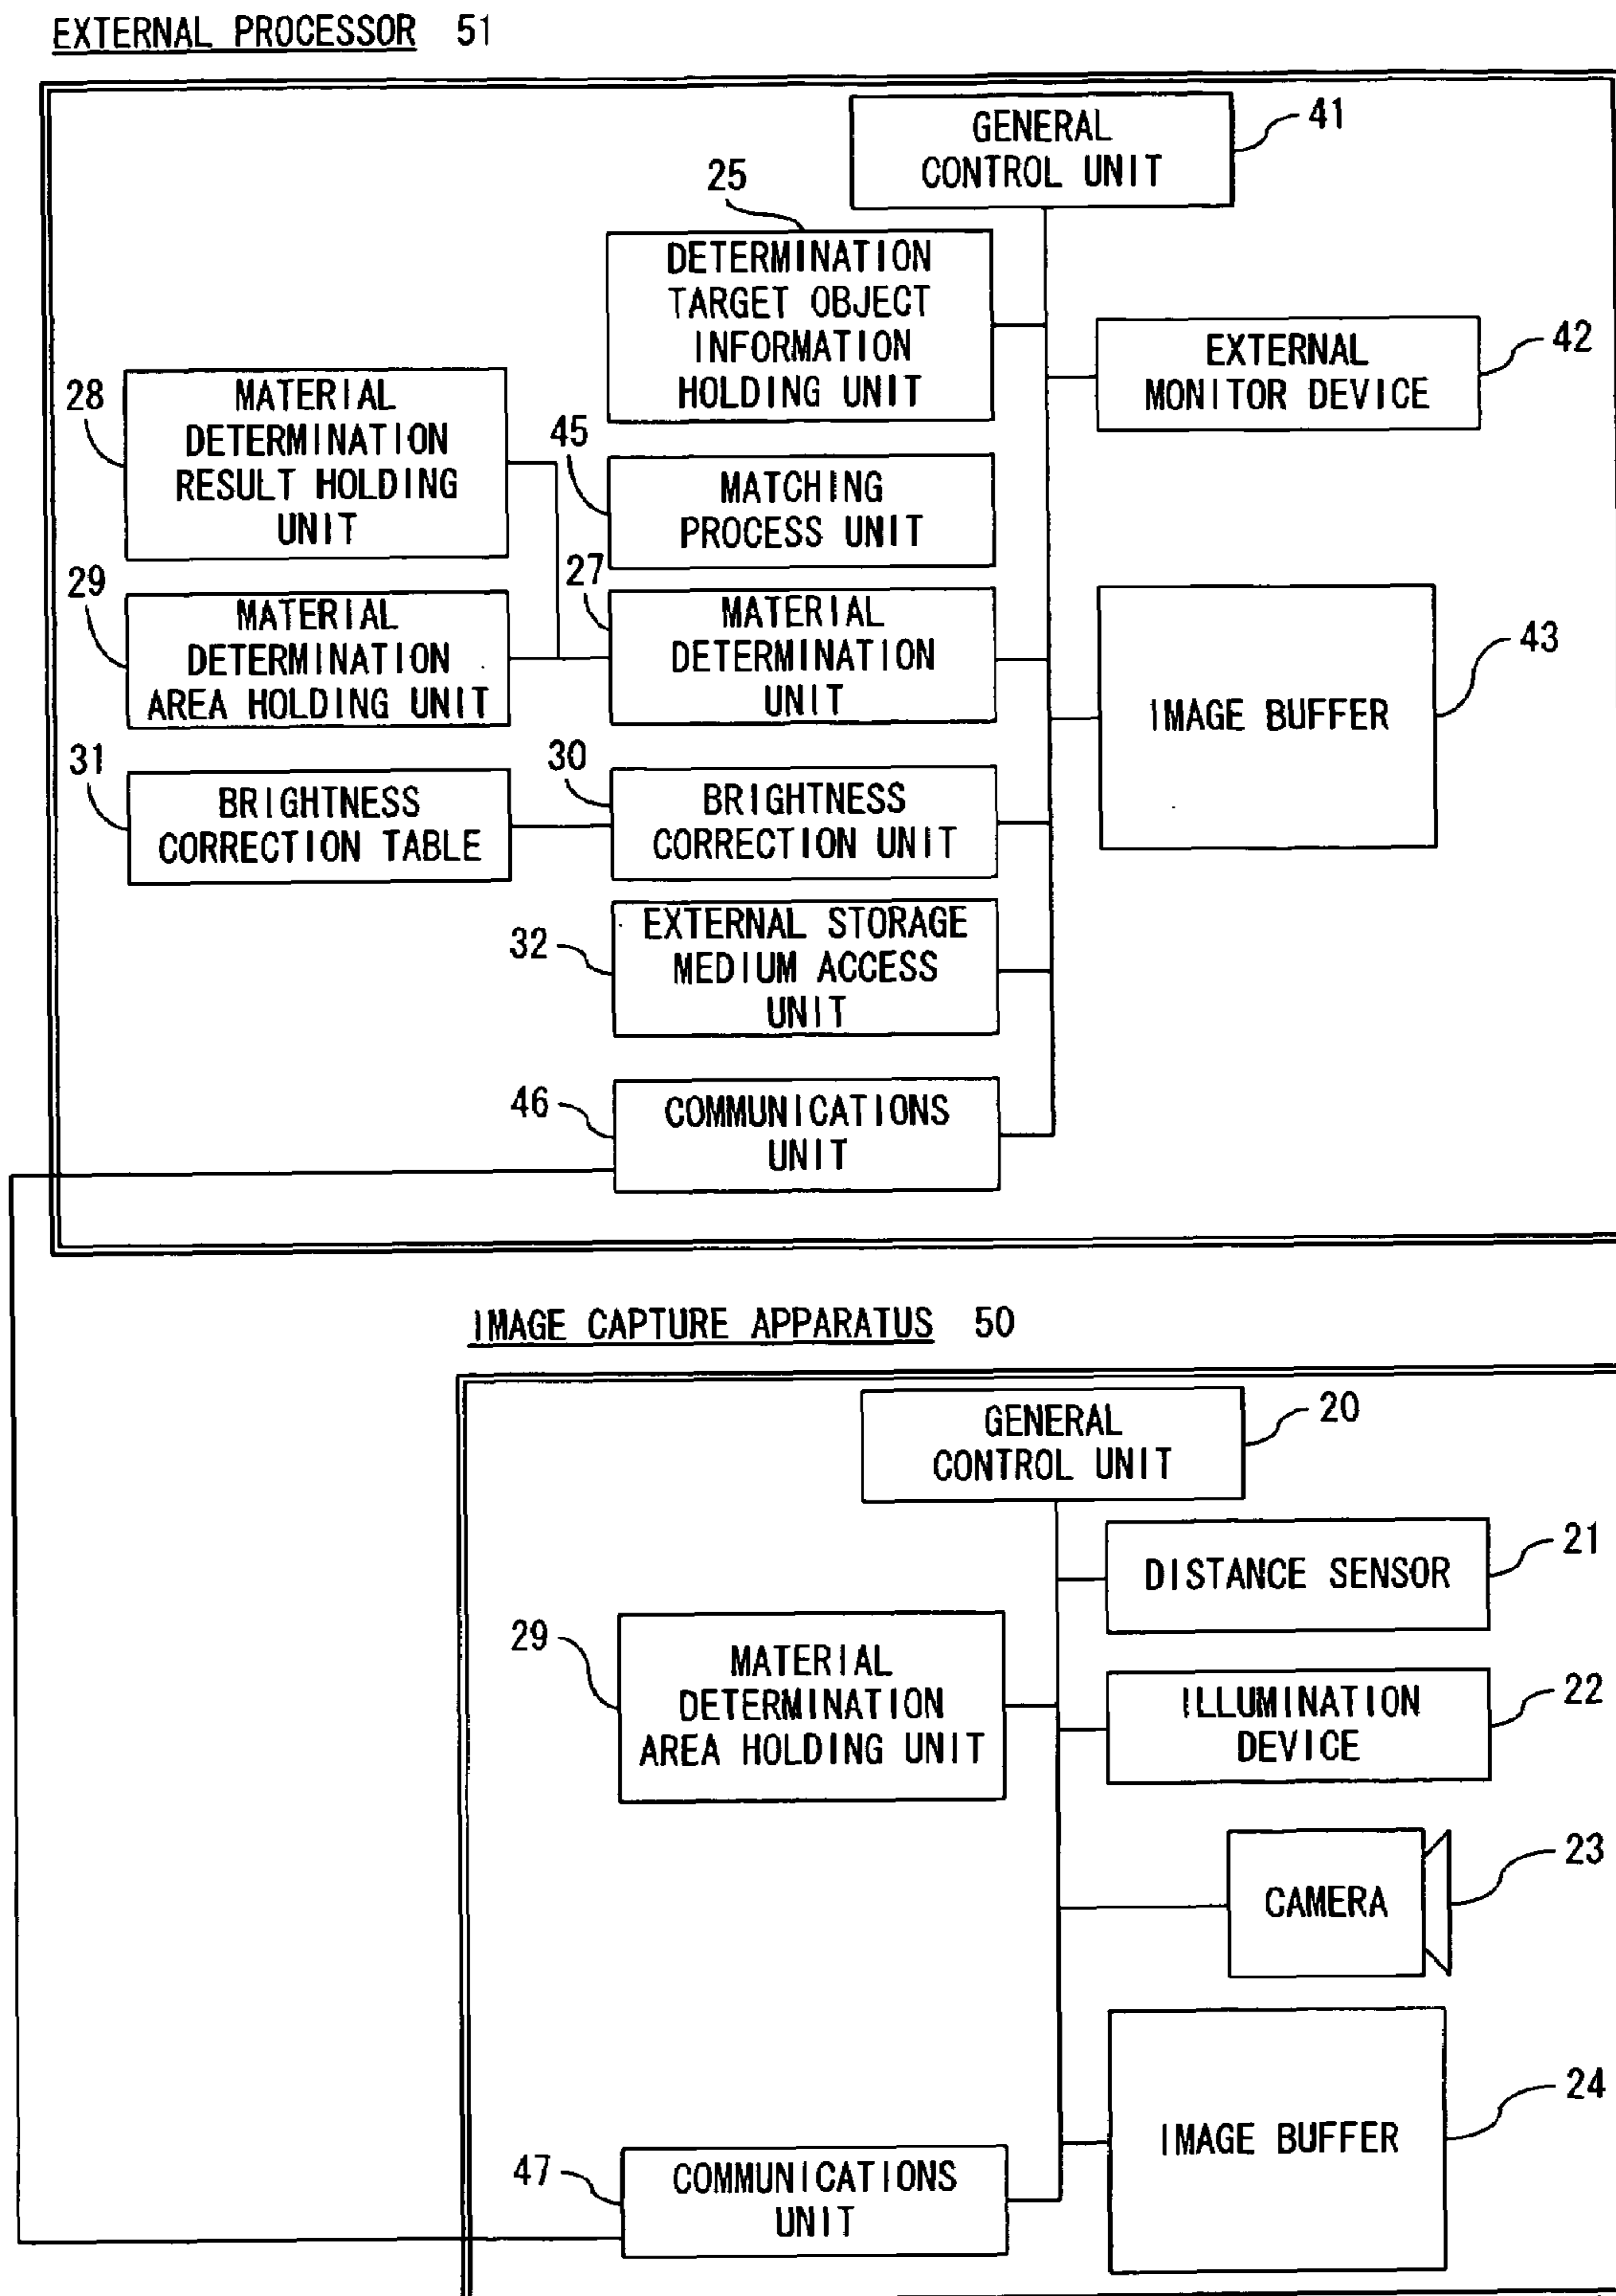 EXTERNAL PROCESSOR 51
GENERAL
CONTROL UNIT
41
25
DETERMINATION
TARGET OBJECT
INFORMATION
HOLDING UNIT
EXTERNAL
MONITOR DEVICE
42
28
MATERIAL
DETERMINATION
RESULT HOLDING
UNIT
45
MATCHING
PROCESS UNIT
29
MATERIAL
DETERMINATION
AREA HOLDING UNIT
27
MATERIAL
DETERMINATION
UNIT
IMAGE BUFFER
43
31
BRIGHTNESS
CORRECTION TABLE
30
BRIGHTNESS
CORRECTION UNIT
32
EXTERNAL STORAGE
MEDIUM ACCESS
UNIT
46
COMMUNICATIONS
UNIT
IMAGE CAPTURE APPARATUS 50
GENERAL
CONTROL UNIT
20
DISTANCE SENSOR
21
29
MATERIAL
DETERMINATION
AREA HOLDING UNIT
ILLUMINATION
DEVICE
22
CAMERA
23
IMAGE BUFFER
24
47
COMMUNICATIONS
UNIT